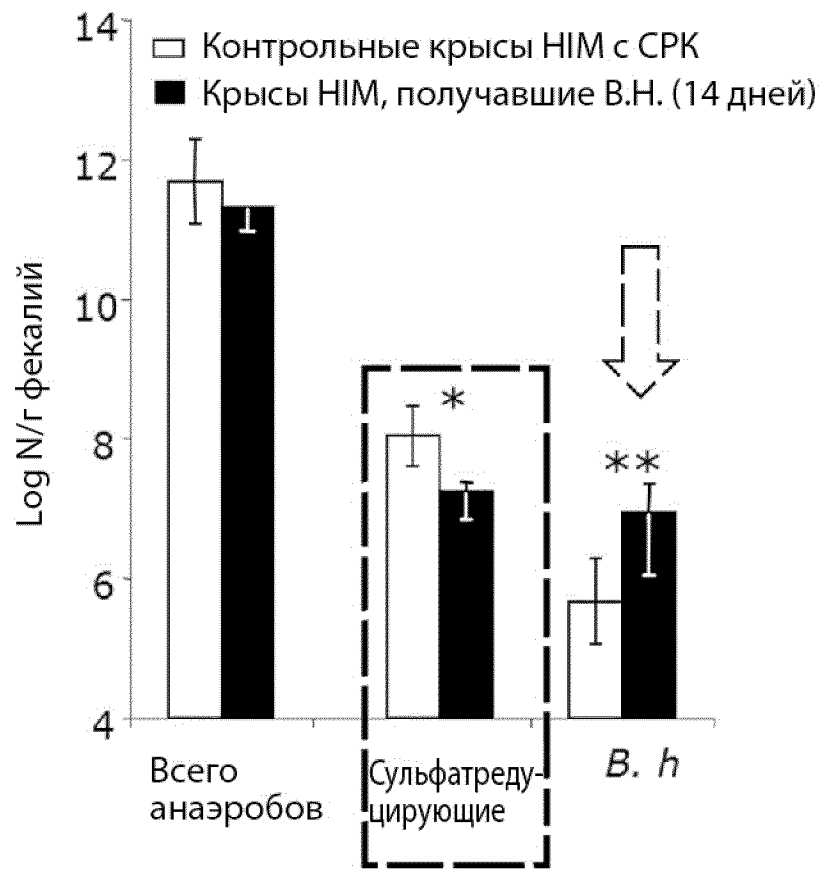 14
Контрольные крысы HIM с СРК
Крысы HIM, получавшие B.H. (14 дней)
12
10
8
6
4
Log N/г фекалий
*
**
Всего
анаэробов
Сульфатреду-
цирующие
B. h